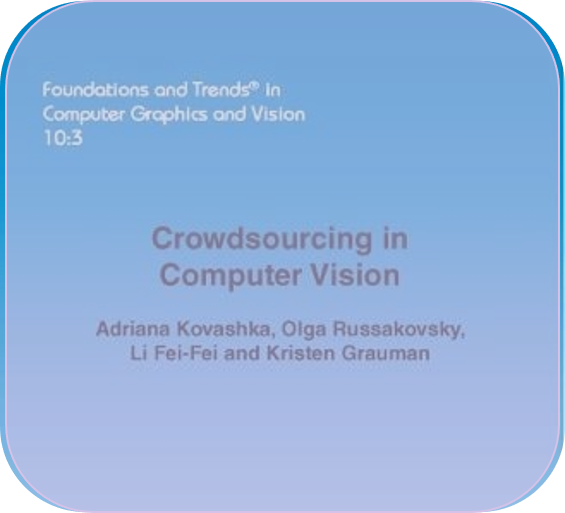 Foundations and Trends® in
Computer Graphics and Vision
10:3
Crowdsourcing in
Computer Vision
Adriana Kovashka, Olga Russakovsky,
Li Fei-Fei and Kristen Grauman